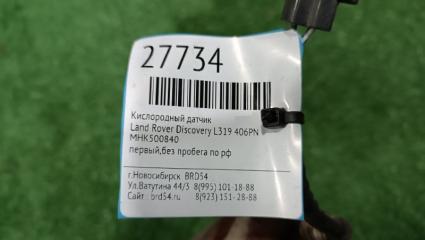 27734
Кислородный датчик
Land Rover Discovery L319 406PN
MHK500840
первый,без пробега по рф
г.Новосибирск BRD54
Ул.Ватутина 44/3 8(995)101-18-88
Сайт: brd54.ru 8(923)151-28-88